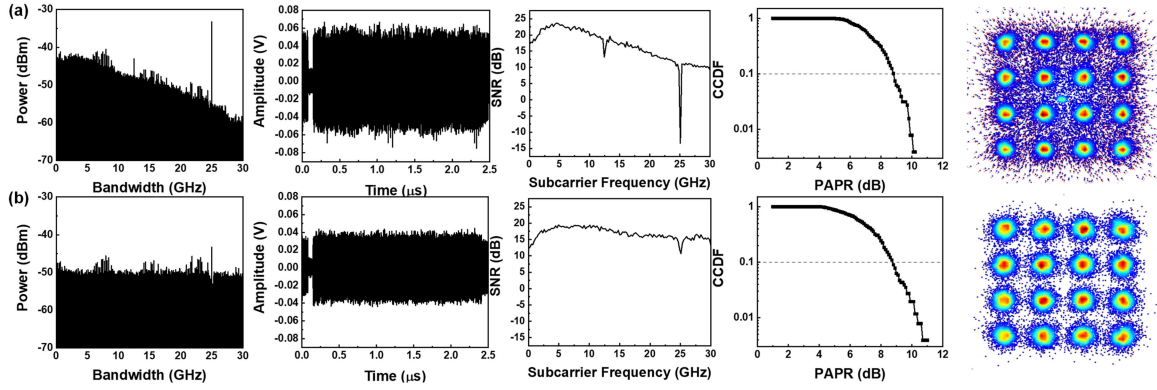 (a)
-30
-40
-50
-60
-70
Power (dBm)
0 5 10 15 20 25 30
Bandwidth (GHz)
0.08
0.06
0.04
0.02
0.00
-0.02
-0.04
-0.06
-0.08
Amplitude (V)
0.0 0.5 1.0 1.5 2.0 2.5
Time (μs)
25
20
15
10
5
0
-5
-10
-15
SNR (dB)
0 5 10 15 20 25 30
Subcarrier Frequency (GHz)
1
0.1
0.01
CCDF
0 2 4 6 8 10 12
PAPR (dB)
(b)
-30
-40
-50
-60
-70
Power (dBm)
0 5 10 15 20 25 30
Bandwidth (GHz)
0.08
0.06
0.04
0.02
0.00
-0.02
-0.04
-0.06
-0.08
Amplitude (V)
0.0 0.5 1.0 1.5 2.0 2.5
Time (μs)
25
20
15
10
5
0
-5
-10
-15
SNR (dB)
0 5 10 15 20 25 30
Subcarrier Frequency (GHz)
1
0.1
0.01
CCDF
0 2 4 6 8 10 12
PAPR (dB)